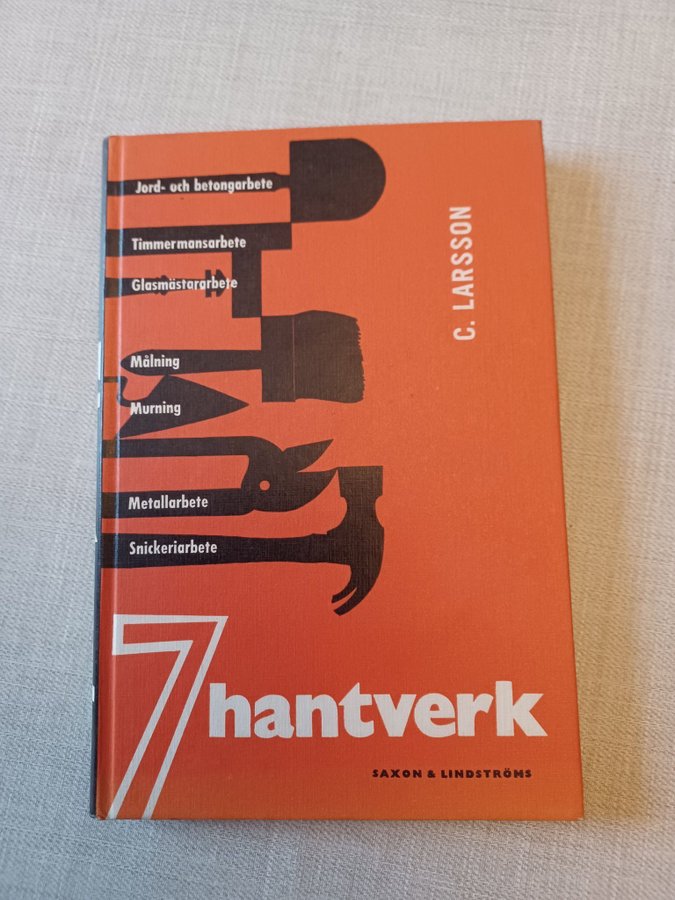 Jord- och betongarbete
Timmermansarbete
Glasmästararbete
Målning
Murning
Metallarbete
Snickeriarbete
C. LARSSON
7 hantverk
SAXON & LINDSTRÖMS